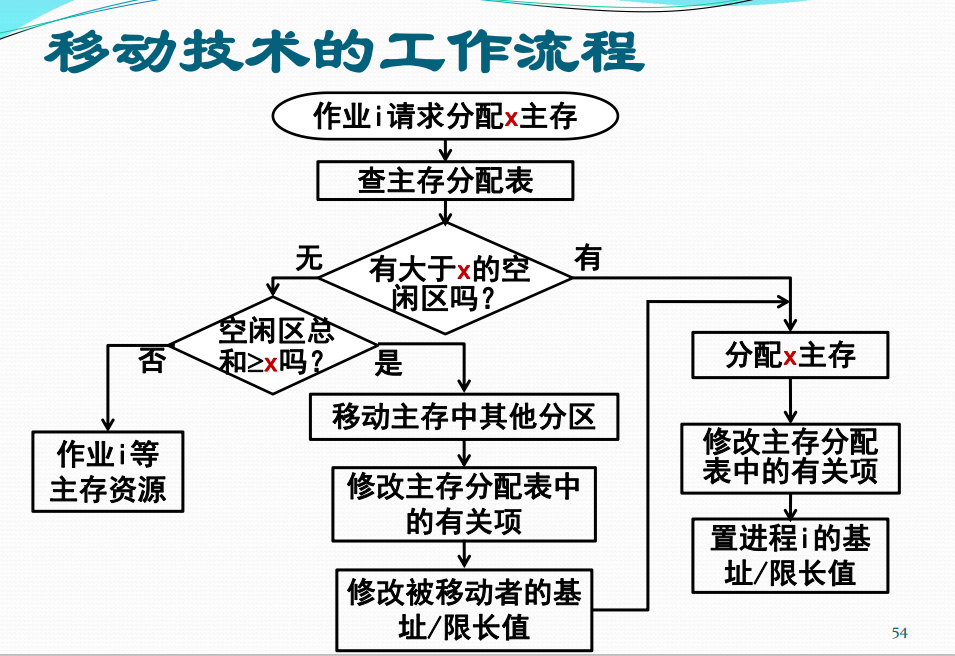 移动技术的工作流程
作业i请求分配x主存
查主存分配表
无
有大于x的空
闲区吗?
有
空闲区总
和≥x吗?
否
是
分配x主存
移动主存中其他分区
修改主存分配
表中的有关项
作业i等
主存资源
修改主存分配表中
的有关项
置进程i的基
址/限长值
修改被移动者的基
址/限长值
54